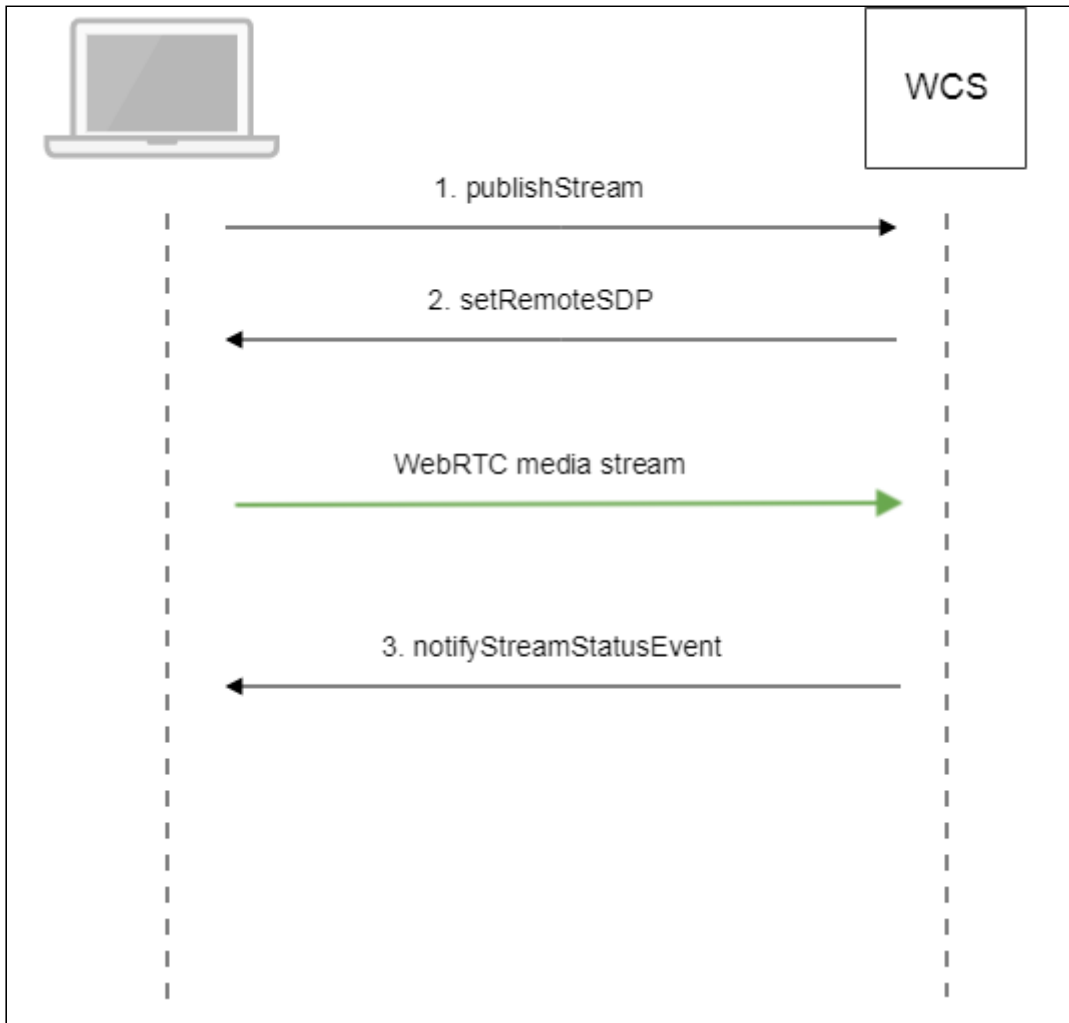 WCS
1. publishStream
2. setRemoteSDP
WebRTC media stream
3. notifyStreamStatusEvent